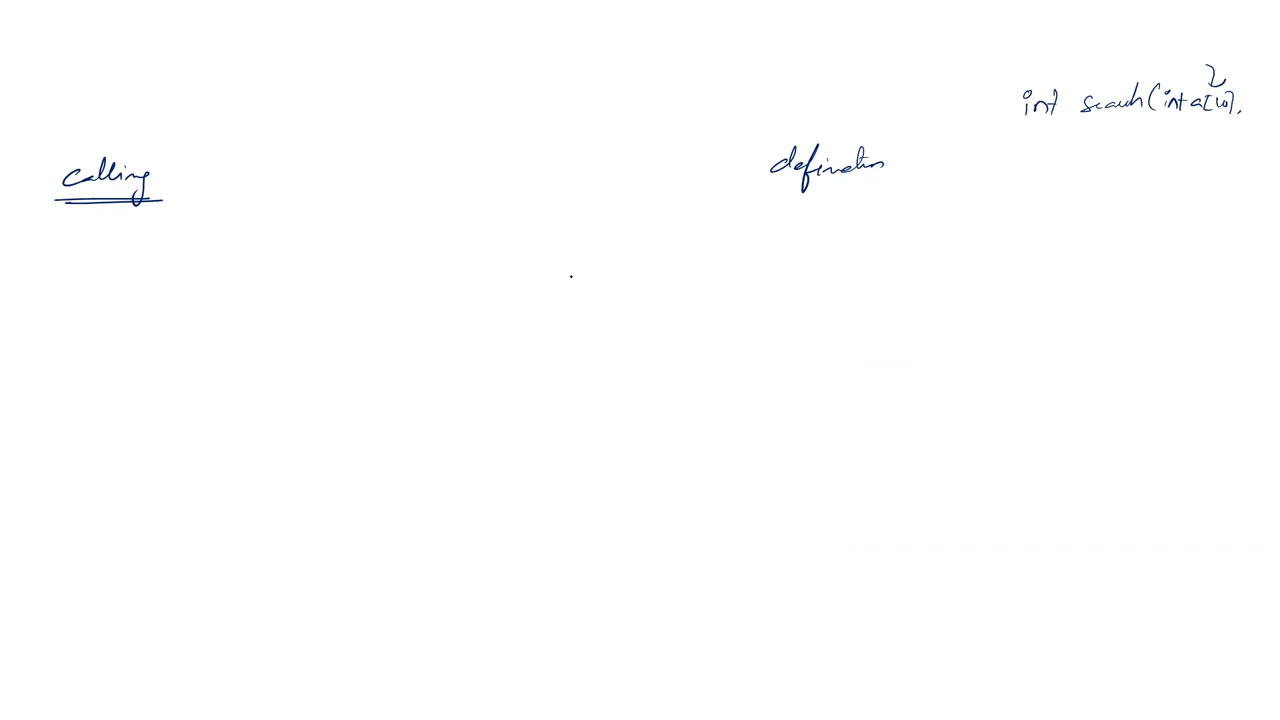 int search(int a[10],
definition
calling